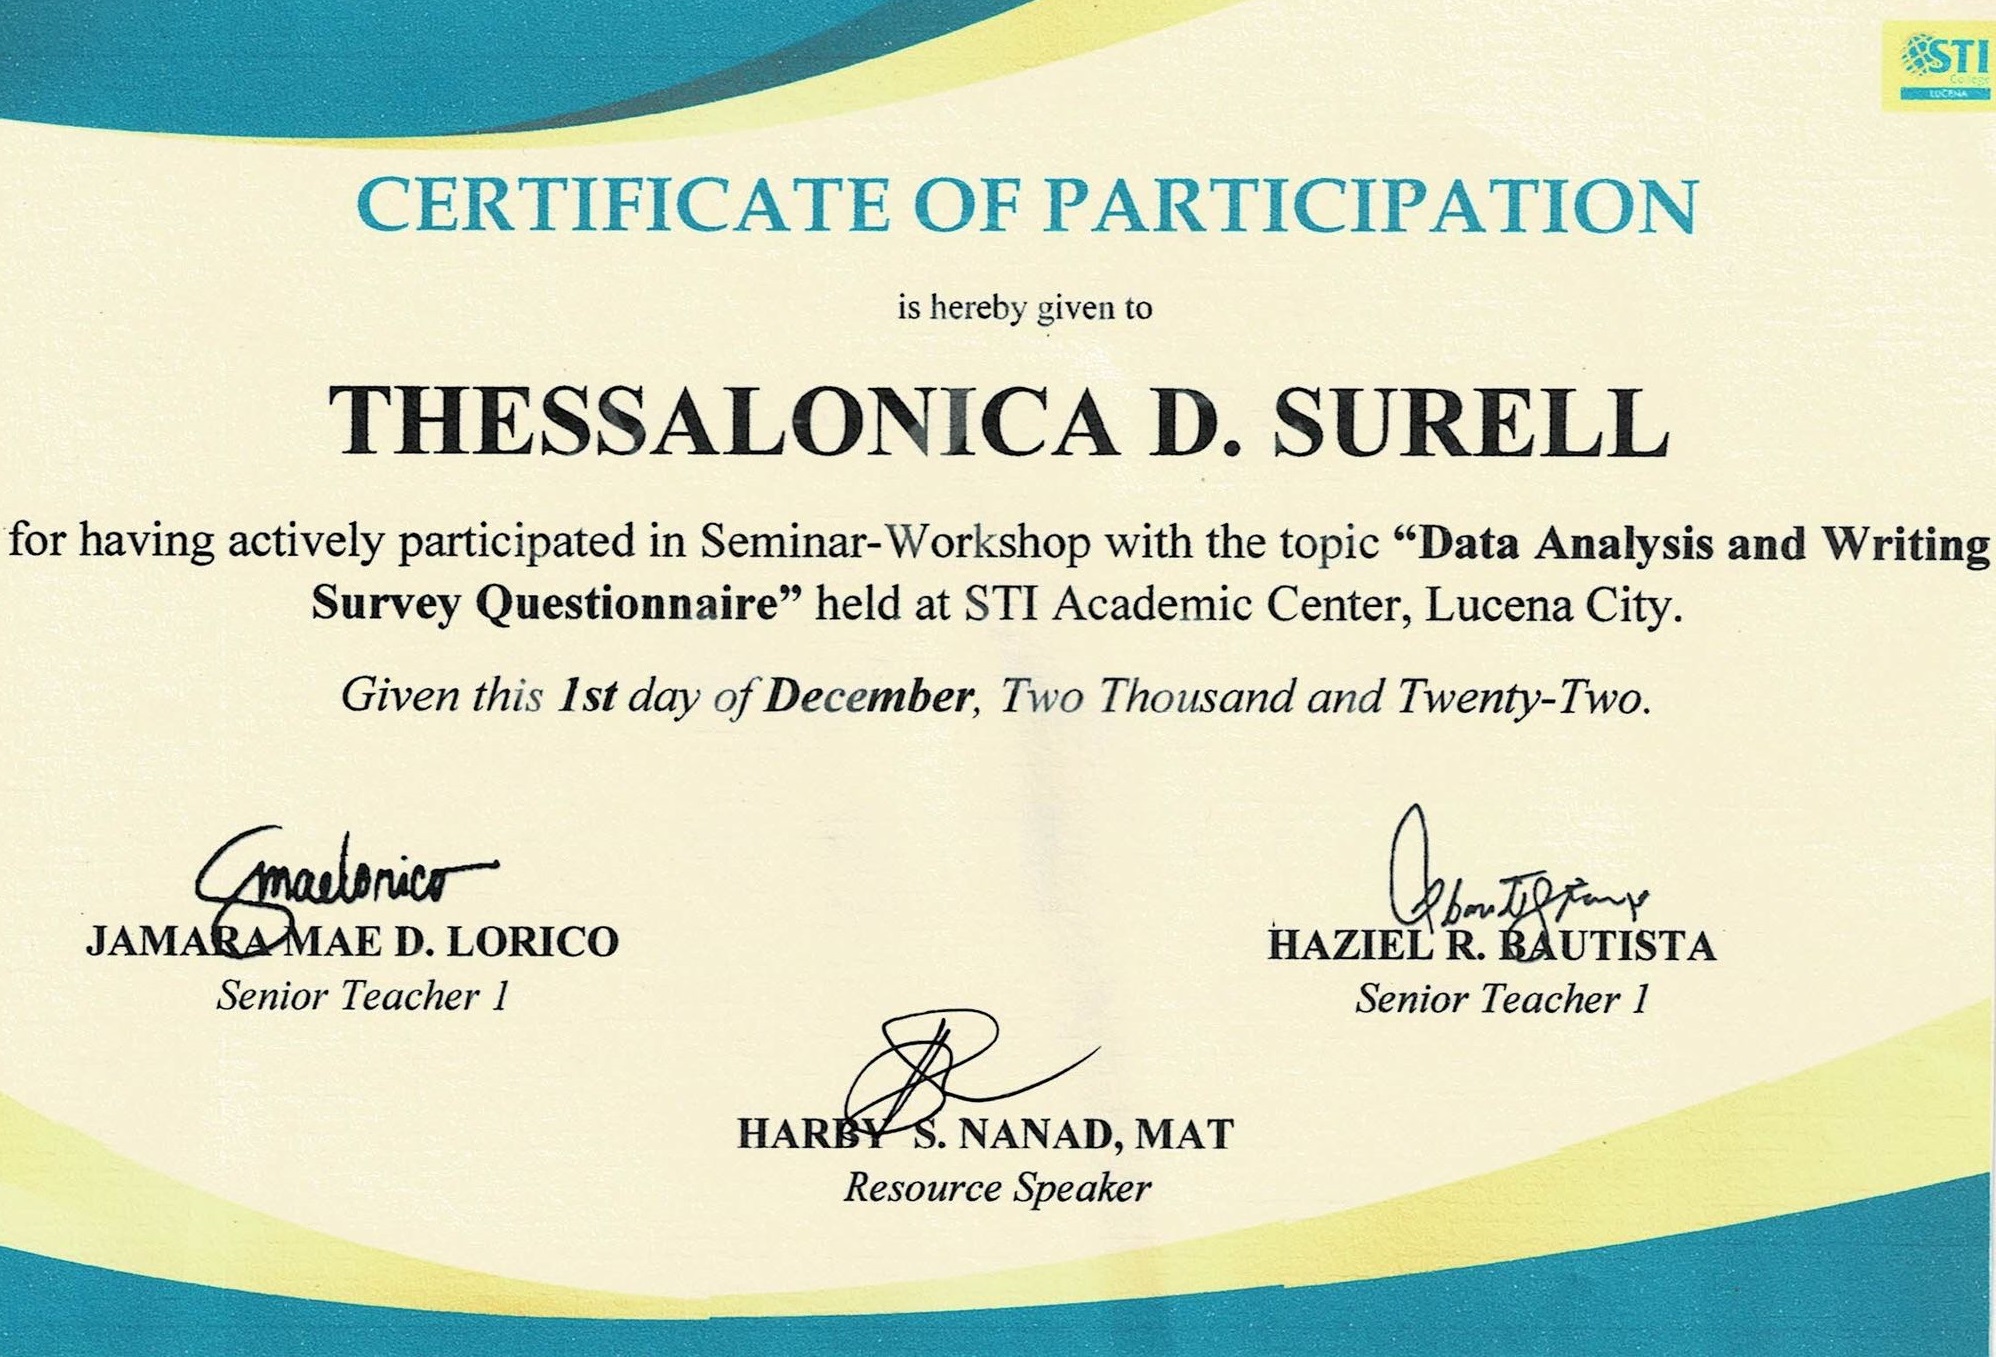 STI
College
LUCENA
CERTIFICATE OF PARTICIPATION
is hereby given to
THESSALONICA D. SURELL
for having actively participated in Seminar-Workshop with the topic “Data Analysis and Writing
Survey Questionnaire” held at STI Academic Center, Lucena City.
Given this 1st day of December, Two Thousand and Twenty-Two.
JAMARA MAE D. LORICO
Senior Teacher 1
HAZIEL R. BAUTISTA
Senior Teacher 1
HARBY S. NANAD, MAT
Resource Speaker